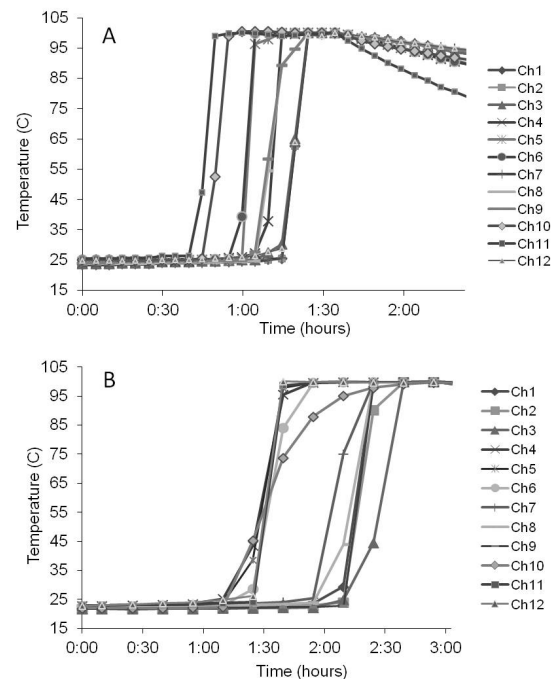 A
105
95
85
75
65
55
45
35
25
15
Temperature (C)
0:00 0:30 1:00 1:30 2:00
Time (hours)
Ch1
Ch2
Ch3
Ch4
Ch5
Ch6
Ch7
Ch8
Ch9
Ch10
Ch11
Ch12
B
105
95
85
75
65
55
45
35
25
15
Temperature (C)
0:00 0:30 1:00 1:30 2:00 2:30 3:00
Time (hours)
Ch1
Ch2
Ch3
Ch4
Ch5
Ch6
Ch7
Ch8
Ch9
Ch10
Ch11
Ch12